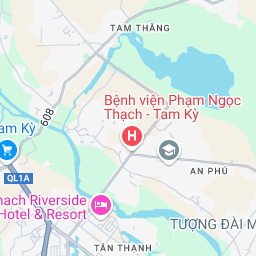 TAM THĂNG
608
Bệnh viện Phạm Ngọc
Thạch - Tam Kỳ
am Kỳ
H
AN PHÚ
QL1A
nach Riverside
Hotel & Resort
TƯỢNG ĐÀI M
TÂN THẠNH